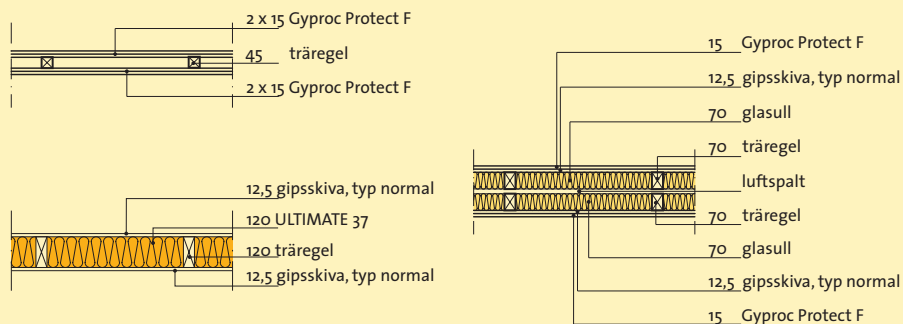 2 x 15 Gyproc Protect F
45 träregel
2 x 15 Gyproc Protect F
12,5 gipsskiva, typ normal
120 ULTIMATE 37
120 träregel
12,5 gipsskiva, typ normal
15 Gyproc Protect F
12,5 gipsskiva, typ normal
70 glasull
70 träregel
luftspalt
70 träregel
70 glasull
12,5 gipsskiva, typ normal
15 Gyproc Protect F